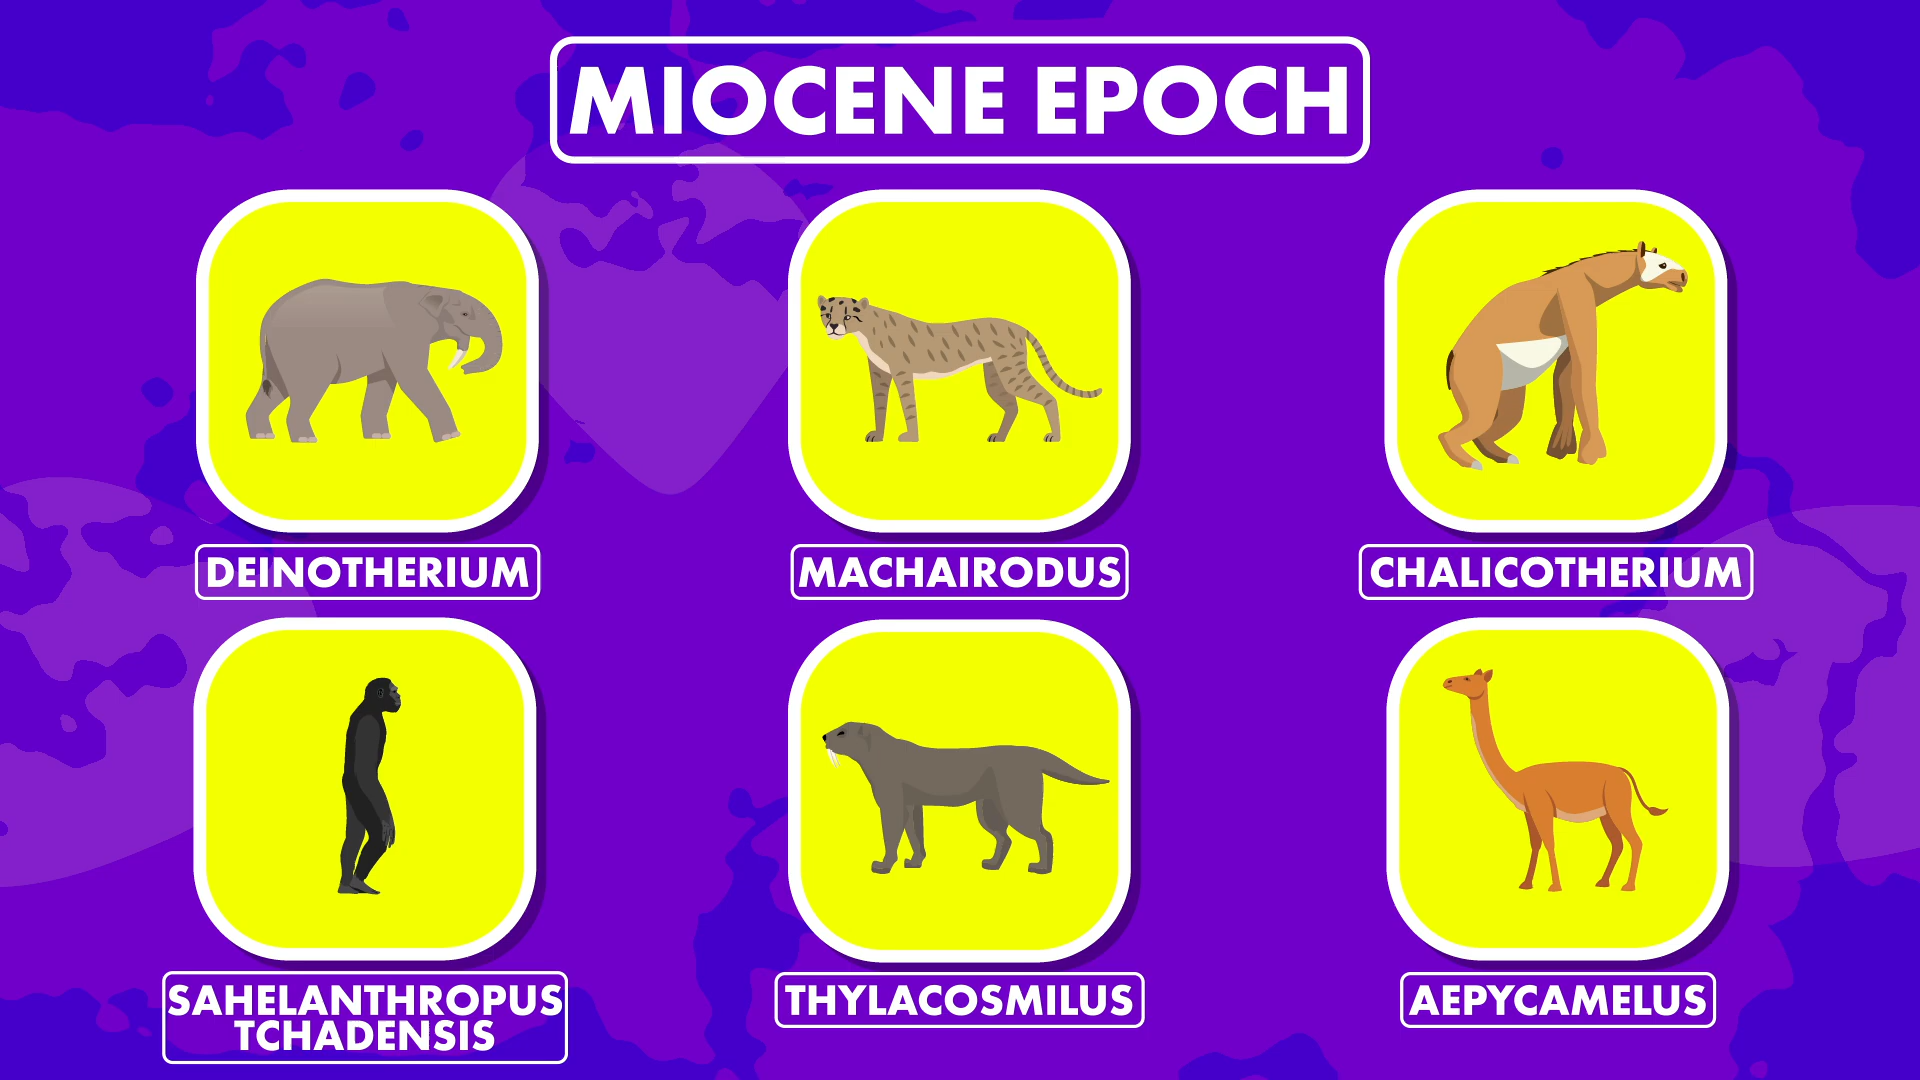 MIOCENE EPOCH
DEINOTHERIUM
MACHAIRODUS
CHALICOTHERIUM
SAHELANTHROPUS
TCHADENSIS
THYLACOSMILUS
AEPYCAMELUS